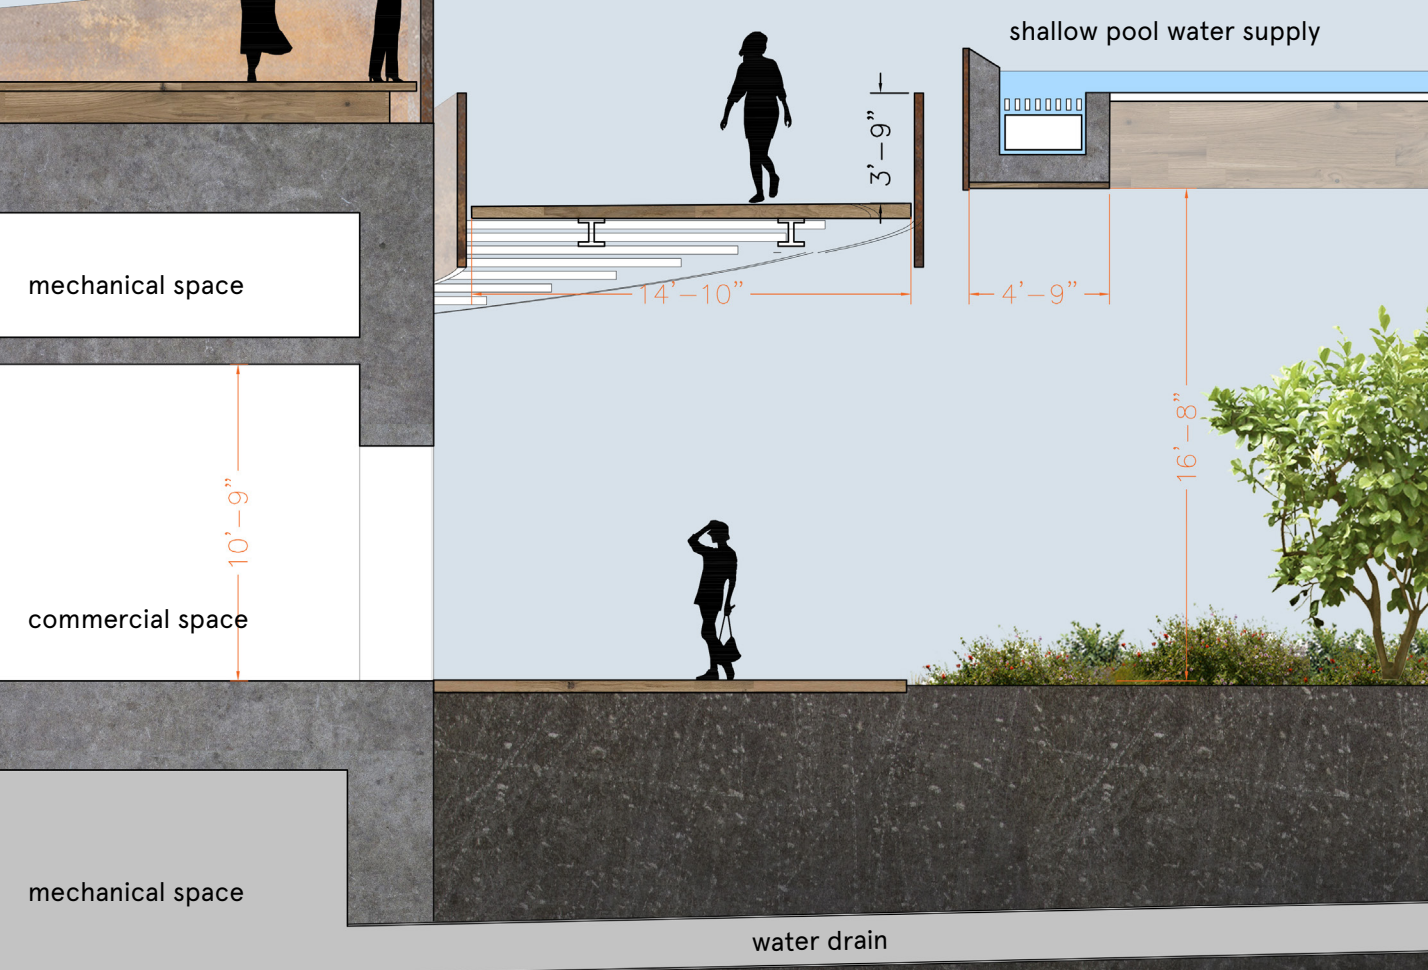 shallow pool water supply
3’–9”
mechanical space
14’–10”
4’–9”
16’–8”
10’–9”
commercial space
mechanical space
water drain